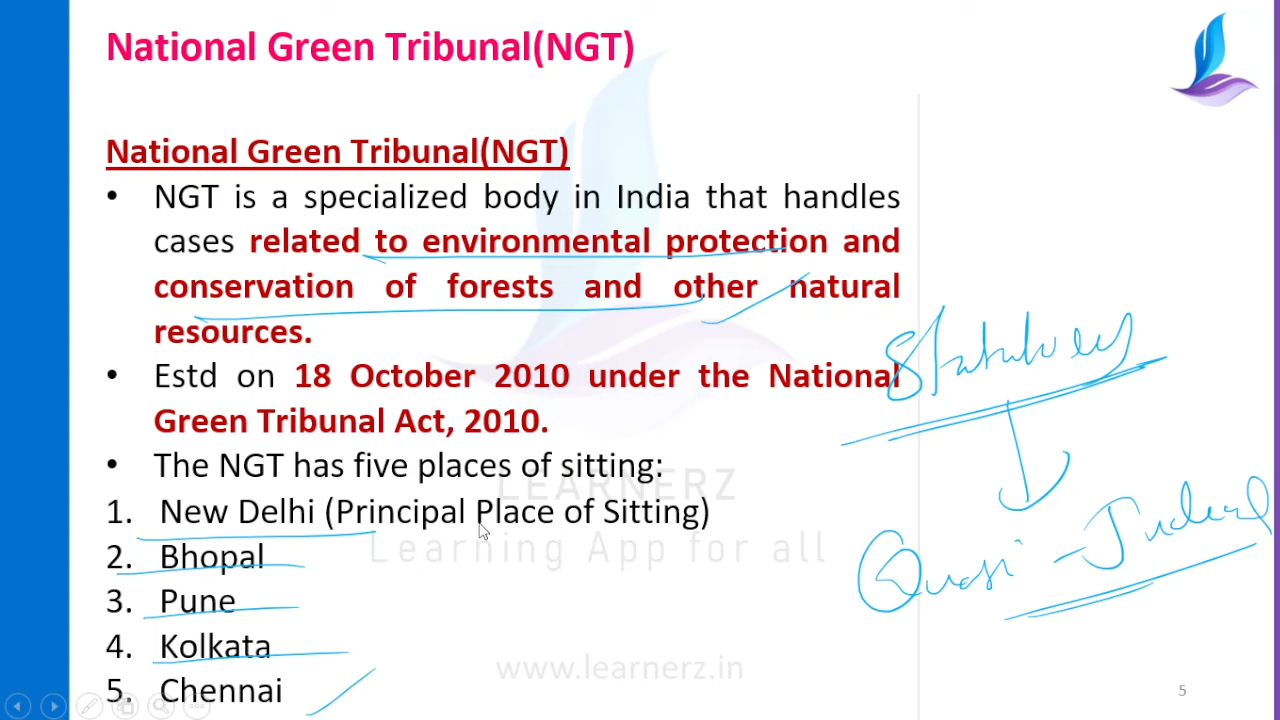 National Green Tribunal(NGT)
National Green Tribunal(NGT)
• NGT is a specialized body in India that handles
cases related to environmental protection and
conservation of forests and other natural
resources.
• Estd on 18 October 2010 under the National
Green Tribunal Act, 2010.
• The NGT has five places of sitting:
1. New Delhi (Principal Place of Sitting)
2. Bhopal
3. Pune
4. Kolkata
5. Chennai
Statutory
Quasi-Judicial
LEARNERZ
Learning App for all
www.learnerz.in
5